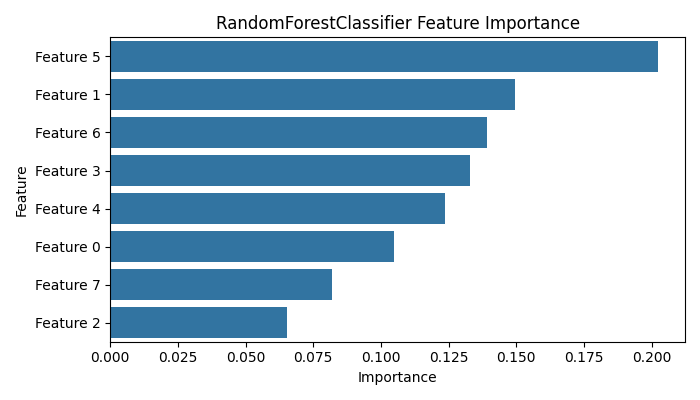 RandomForestClassifier Feature Importance
Feature 5
Feature 1
Feature 6
Feature 3
Feature 4
Feature 0
Feature 7
Feature 2
Feature
0.000 0.025 0.050 0.075 0.100 0.125 0.150 0.175 0.200
Importance